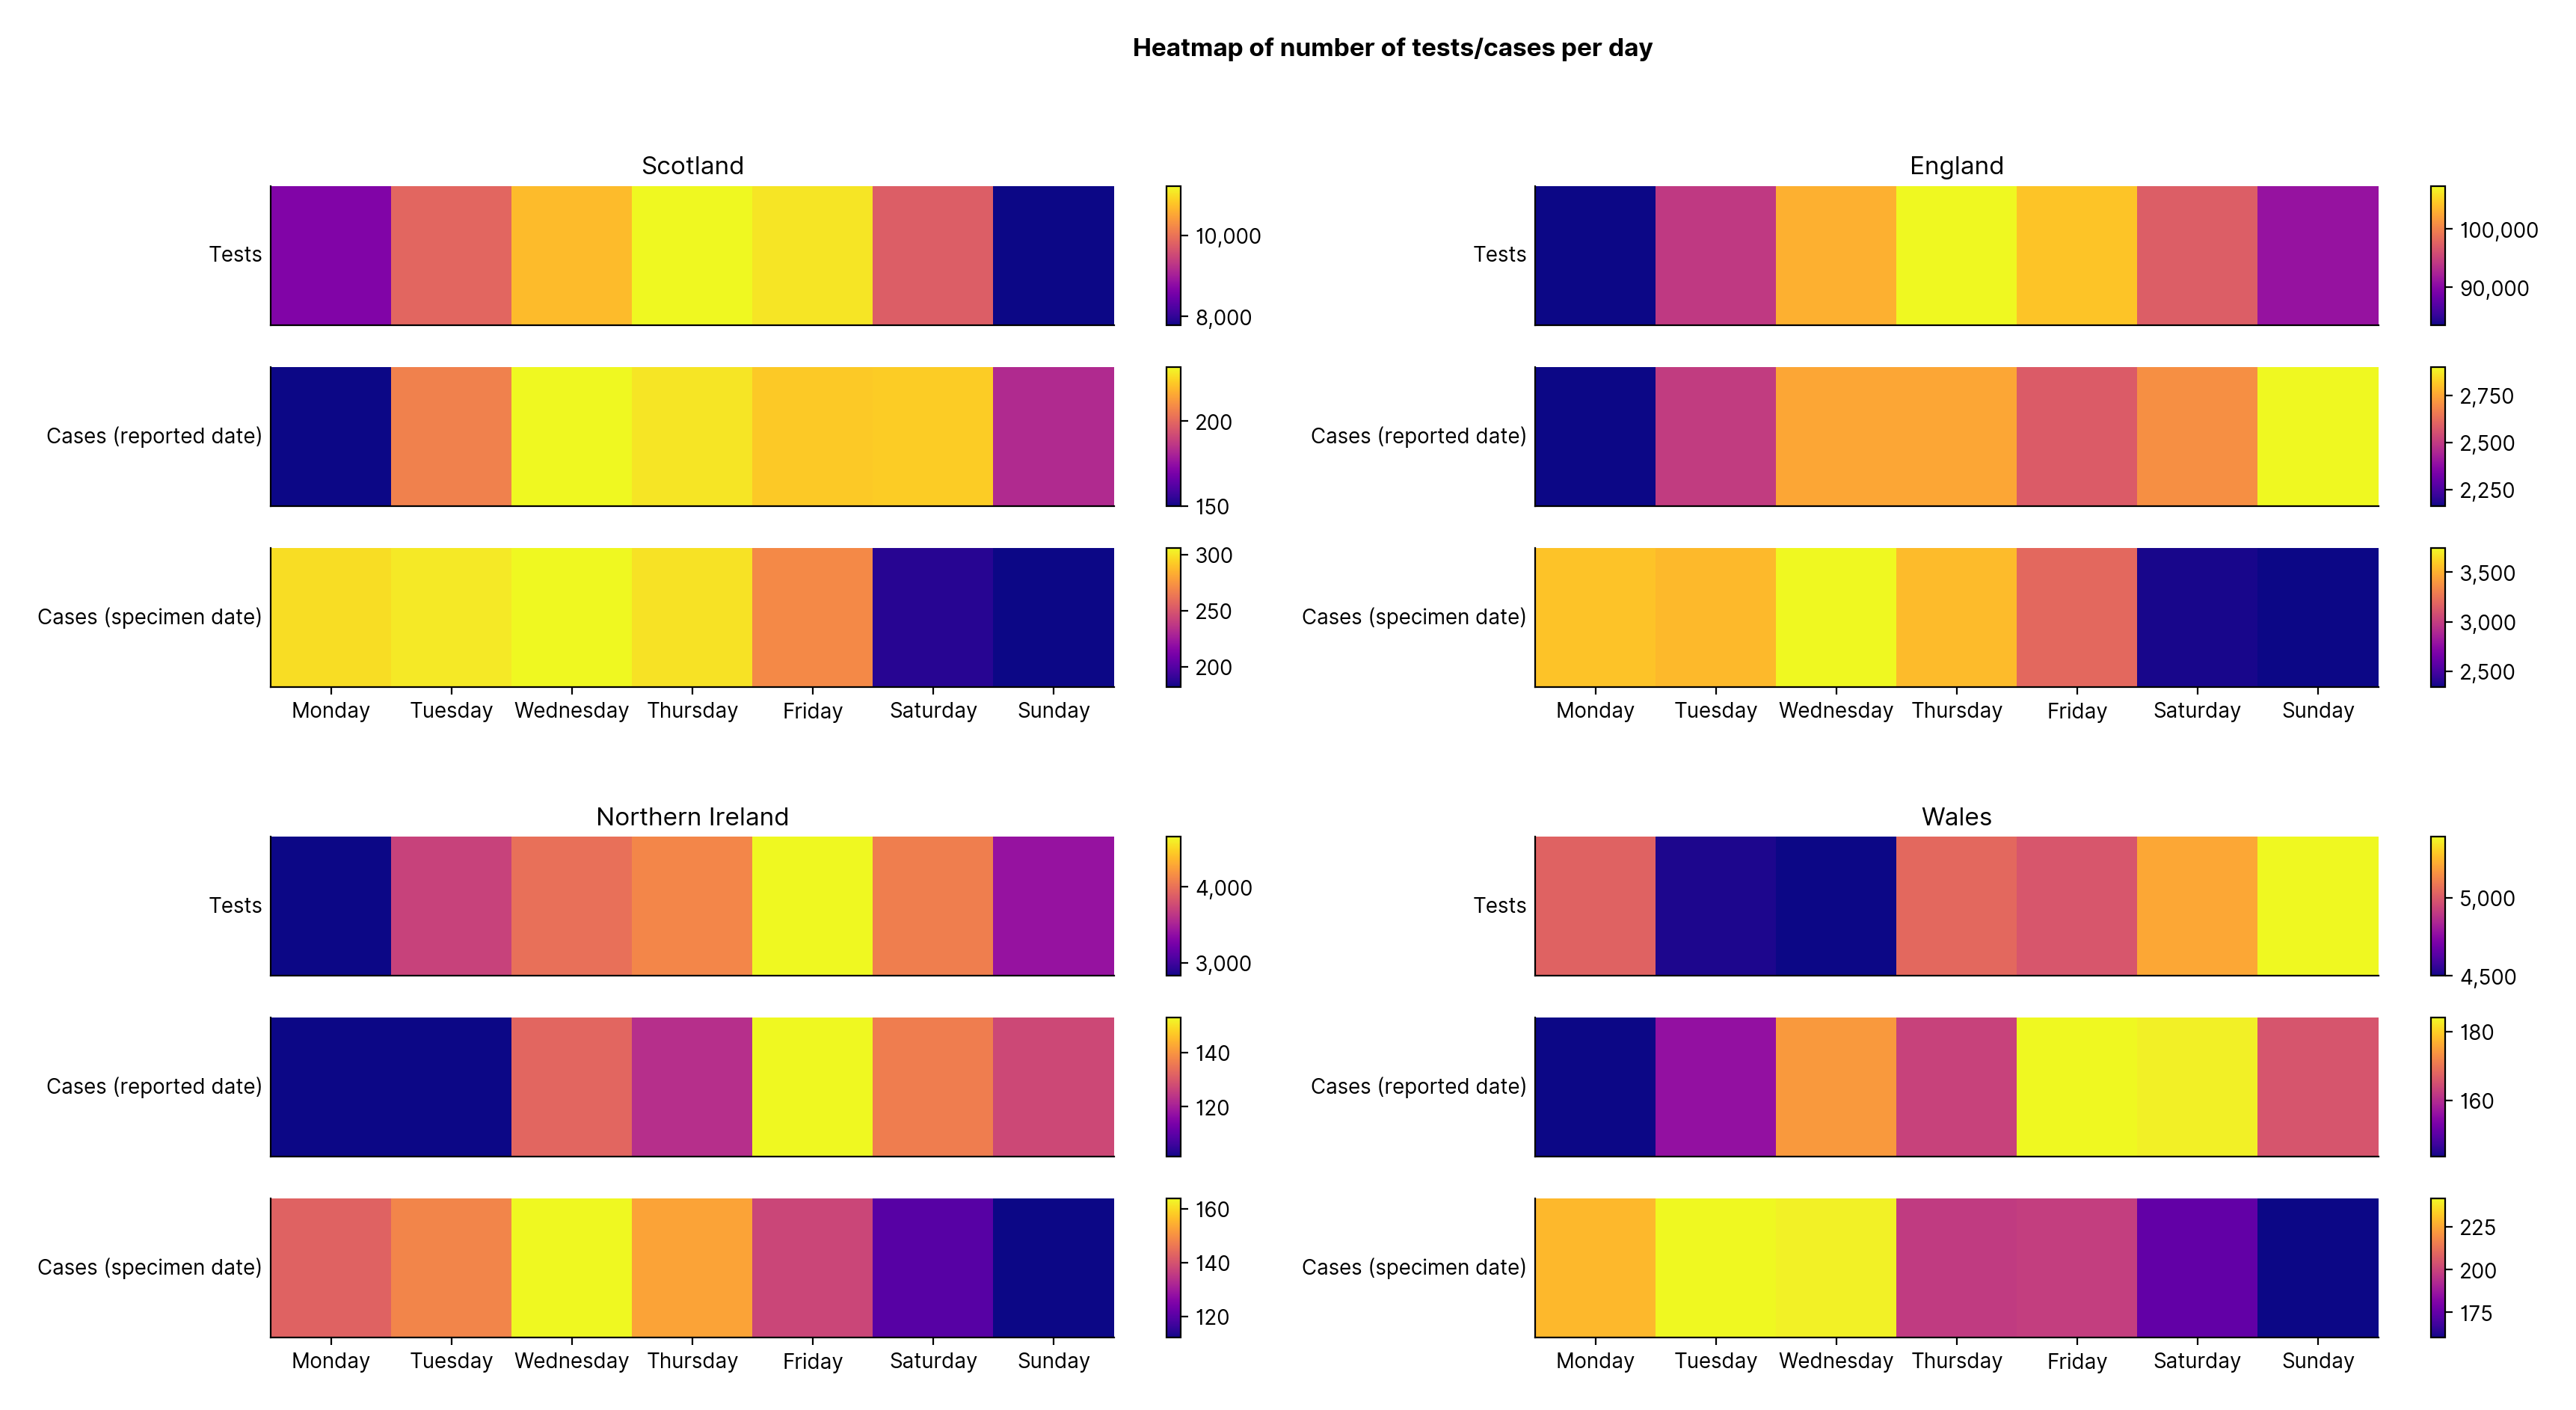 Heatmap of number of tests/cases per day
Scotland
Tests
10,000
8,000
Cases (reported date)
200
150
Cases (specimen date)
300
250
200
Monday Tuesday Wednesday Thursday Friday Saturday Sunday
England
Tests
100,000
90,000
Cases (reported date)
2,750
2,500
2,250
Cases (specimen date)
3,500
3,000
2,500
Monday Tuesday Wednesday Thursday Friday Saturday Sunday
Northern Ireland
Tests
4,000
3,000
Cases (reported date)
140
120
Cases (specimen date)
160
140
120
Monday Tuesday Wednesday Thursday Friday Saturday Sunday
Wales
Tests
5,000
4,500
Cases (reported date)
180
160
Cases (specimen date)
225
200
175
Monday Tuesday Wednesday Thursday Friday Saturday Sunday